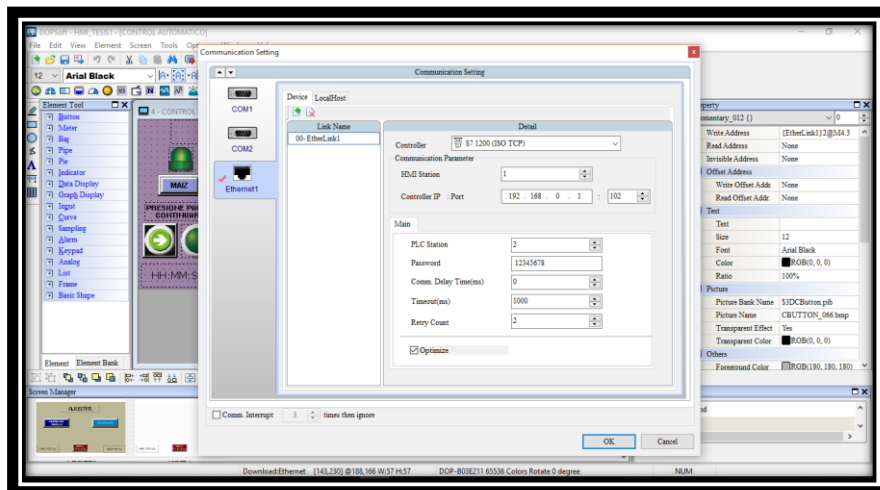 DOPSoft - HMI_TESIS1 - [CONTROL AUTOMATICO]
File Edit View Element Screen Tools
Communication Setting
12 Arial Black
Communication Setting
Element Tool
4 - CONTROL
Button
Meter
Bar
Pipe
Pie
Indicator
Data Display
Graph Display
Input
Curve
Sampling
Alarm
Keypad
Analog
List
Frame
Basic Shape
Element Element Bank
MAIZ
HH:MM:S
COM1
COM2
Ethernet1
Device LocalHost
Link Name Detail
00- EtherLink1
Controller S7 1200 (ISO TCP)
Communication Parameter
HMI Station 1
Controller IP : Port 192 . 168 . 0 . 1 : 102
Main
PLC Station 2
Password 12345678
Comm. Delay Time(ms) 0
Timeout(ms) 1000
Retry Count 2
Optimize
Comm. Interrupt 3 times then ignore
OK Cancel
Write Address {EtherLink1}2@M4.3
Read Address None
Invisible Address None
Offset Address
Write Offset Addr. None
Read Offset Addr. None
Text
Text
Size 12
Font Arial Black
Color RGB(0, 0, 0)
Ratio 100%
Picture
Picture Bank Name $3DCButton.pib
Picture Name CBUTTON_066.bmp
Transparent Effect Yes
Transparent Color RGB(0, 0, 0)
Others
Foreground Color RGB(180, 180, 180)
Screen Manager
AJUSTES
Download:Ethernet [143,230] @188,166 W:57 H:57 DOP-B03E211 65536 Colors Rotate 0 degree NUM